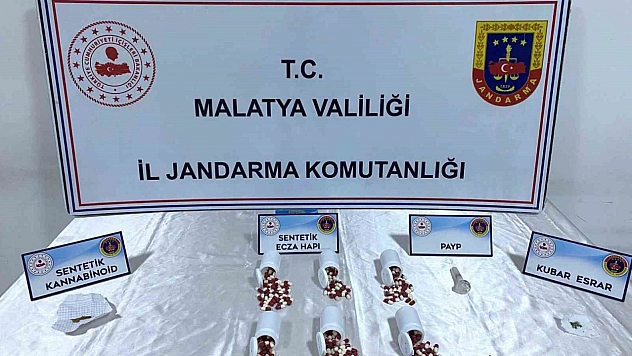 T.C.
MALATYA VALİLİĞİ
İL JANDARMA KOMUTANLIĞI
JANDARMA
SENTETİK
KANNABİNOİD
SENTETİK
ECZA HAPI
PAYP
KUBAR ESRAR